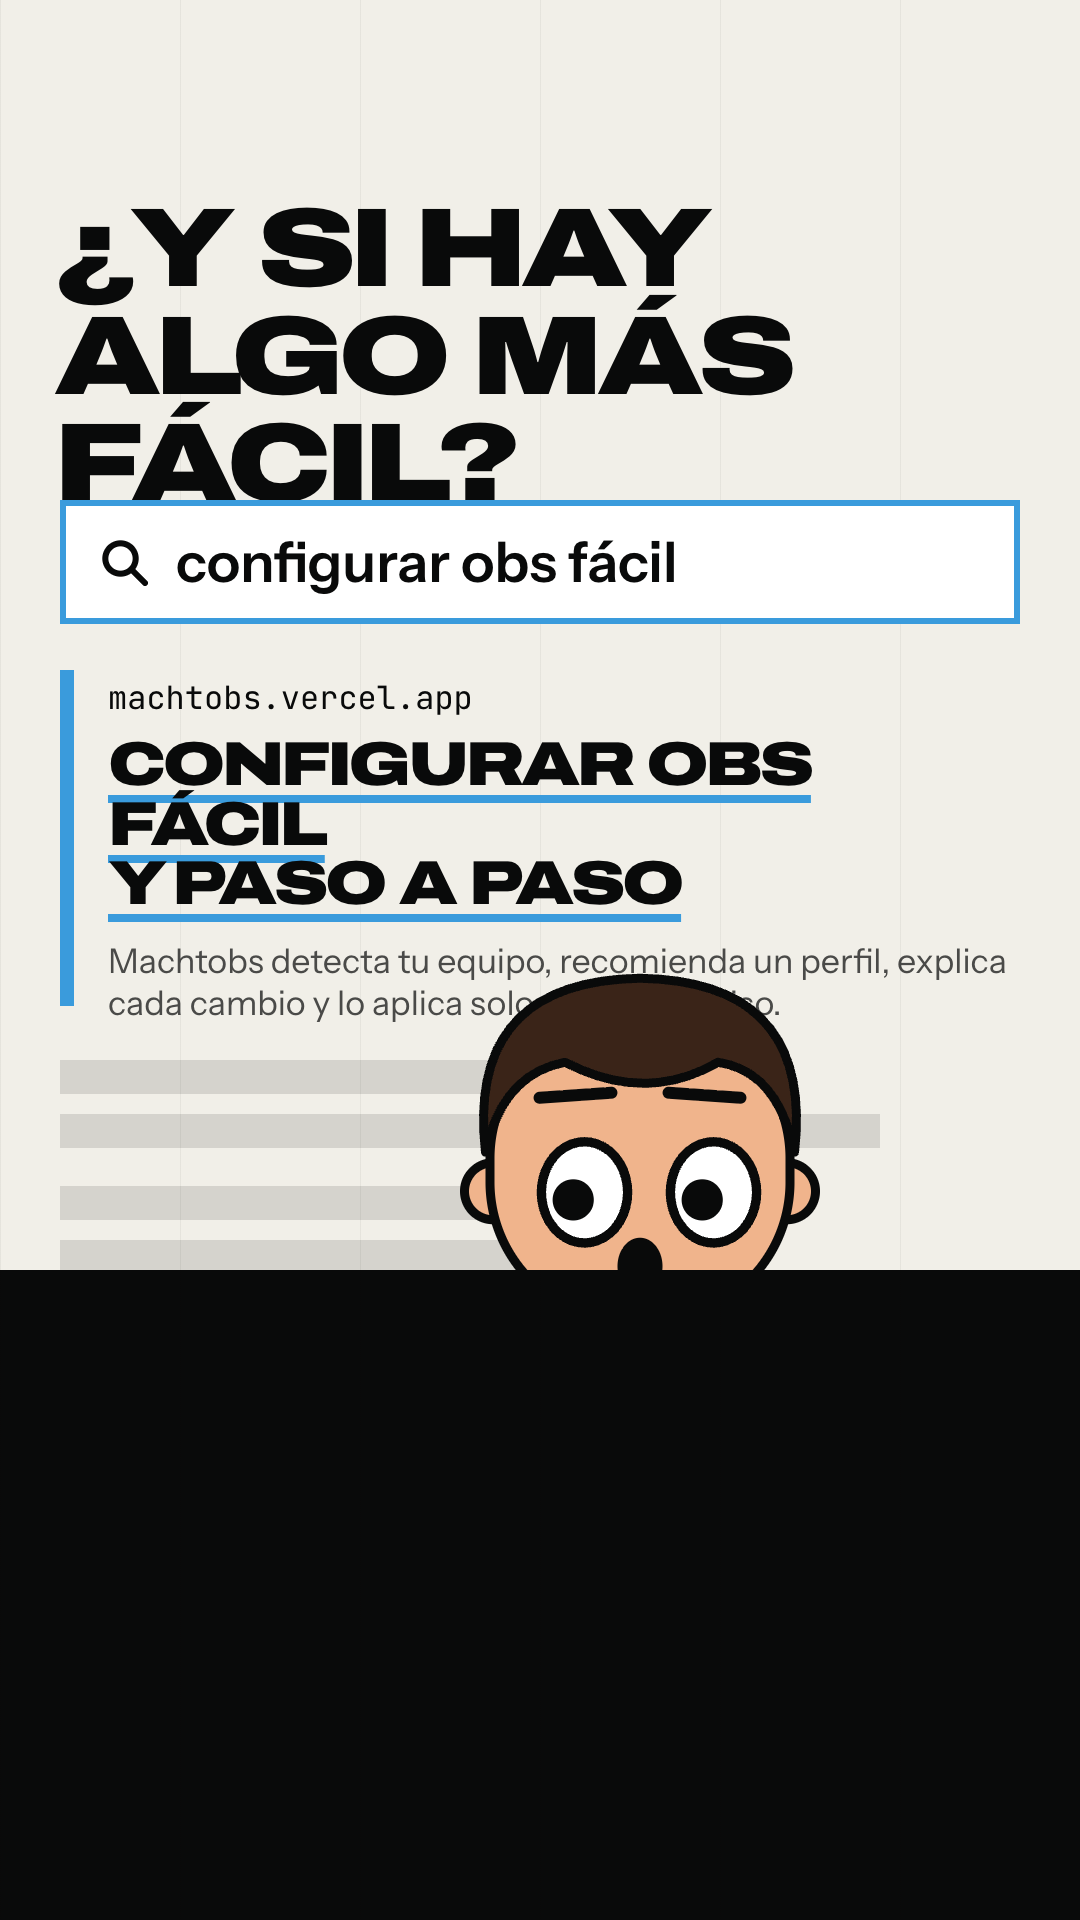 ¿Y SI HAY
ALGO MÁS
FÁCIL?
configurar obs fácil
machtobs.vercel.app
CONFIGURAR OBS
FÁCIL
Y PASO A PASO
Machtobs detecta tu equipo, recomienda un perfil, explica
cada cambio y lo aplica solo